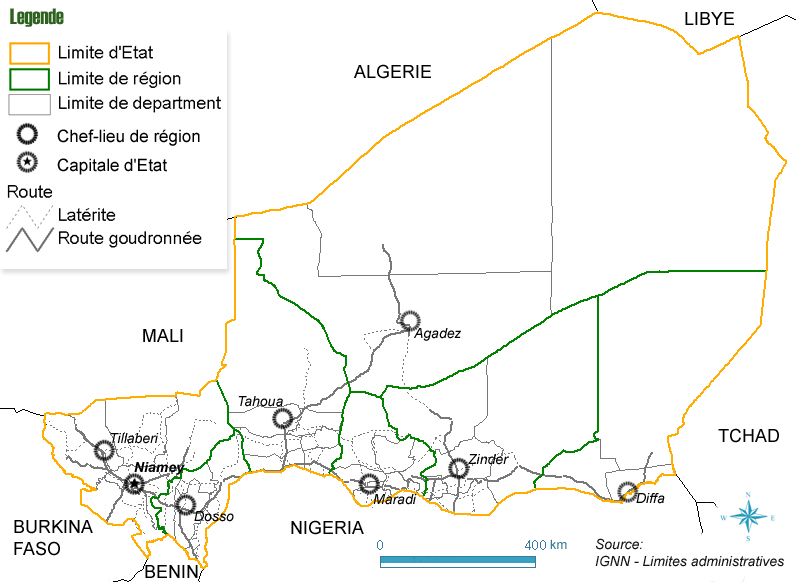 Legende
Limite d'Etat
Limite de région
Limite de department
Chef-lieu de région
Capitale d'Etat
Route
Latérite
Route goudronnée
LIBYE
ALGERIE
MALI
Agadez
Tahoua
Tillaberi
Niamey
Dosso
Maradi
Zinder
Diffa
TCHAD
BURKINA
FASO
BENIN
NIGERIA
0 400 km
N
W E
S
Source:
IGNN - Limites administratives